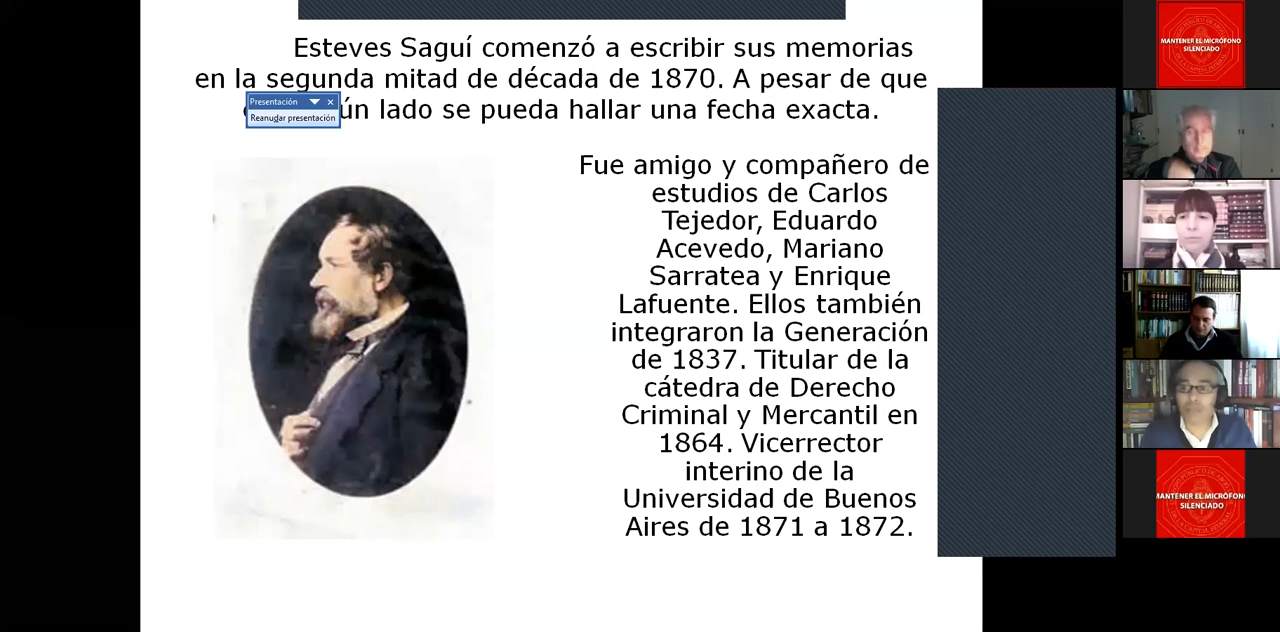 Esteves Saguí comenzó a escribir sus memorias
en la segunda mitad de década de 1870. A pesar de que
ún lado se pueda hallar una fecha exacta.
Presentación
Reanudar presentación
Fue amigo y compañero de
estudios de Carlos
Tejedor, Eduardo
Acevedo, Mariano
Sarratea y Enrique
Lafuente. Ellos también
integraron la Generación
de 1837. Titular de la
cátedra de Derecho
Criminal y Mercantil en
1864. Vicerrector
interino de la
Universidad de Buenos
Aires de 1871 a 1872.
MANTENER EL MICRÓFONO
SILENCIADO
MANTENER EL MICRÓFONO
SILENCIADO